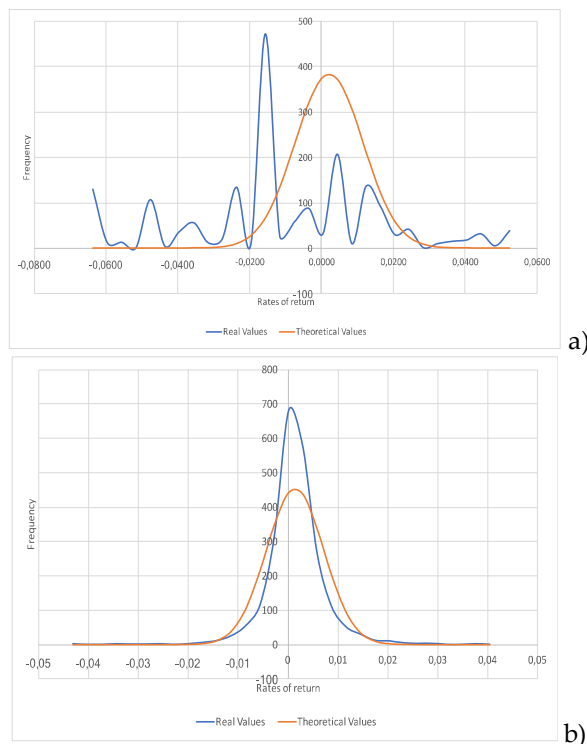 500
400
300
200
100
0
-100
Frequency
-0,0800 -0,0600 -0,0400 -0,0200 0,0000 0,0200 0,0400 0,0600
Rates of return
Real Values Theoretical Values
a)
800
700
600
500
400
300
200
100
0
-100
Frequency
-0,05 -0,04 -0,03 -0,02 -0,01 0 0,01 0,02 0,03 0,04 0,05
Rates of return
Real Values Theoretical Values
b)